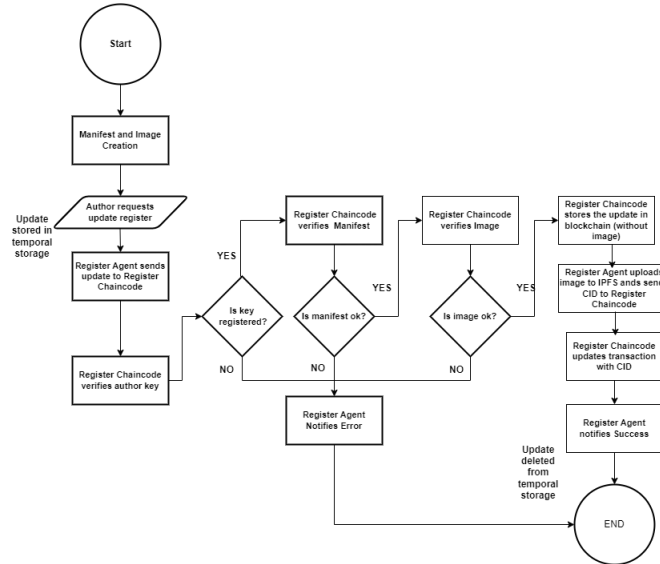 Start
Manifest and Image
Creation
Author requests
update register
Update
stored in
temporal
storage
Register Agent sends
update to Register
Chaincode
Register Chaincode
verifies author key
Is key
registered?
YES
NO
Register Chaincode
verifies Manifest
Is manifest ok?
YES
NO
Register Chaincode
verifies Image
Is image ok?
YES
NO
Register Agent
Notifies Error
Register Chaincode
stores the update in
blockchain (without
image)
Register Agent uploads
image to IPFS ands send
CID to Register
Chaincode
Register Chaincode
updates transaction
with CID
Register Agent
notifies Success
Update
deleted
from
temporal
storage
END